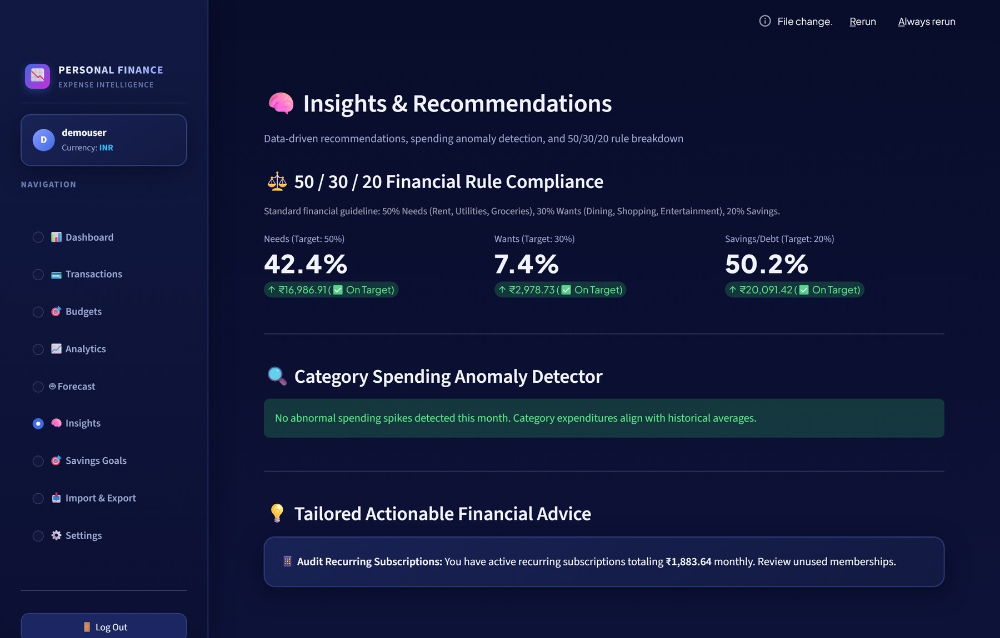 File change. Rerun Always rerun
PERSONAL FINANCE
EXPENSE INTELLIGENCE
D
demouser
Currency: INR
NAVIGATION
Dashboard
Transactions
Budgets
Analytics
Forecast
Insights
Savings Goals
Import & Export
Settings
Log Out
Insights & Recommendations
Data-driven recommendations, spending anomaly detection, and 50/30/20 rule breakdown
50 / 30 / 20 Financial Rule Compliance
Standard financial guideline: 50% Needs (Rent, Utilities, Groceries), 30% Wants (Dining, Shopping, Entertainment), 20% Savings.
Needs (Target: 50%)
42.4%
↑ ₹16,986.91 (✅ On Target)
Wants (Target: 30%)
7.4%
↑ ₹2,978.73 (✅ On Target)
Savings/Debt (Target: 20%)
50.2%
↑ ₹20,091.42 (✅ On Target)
Category Spending Anomaly Detector
No abnormal spending spikes detected this month. Category expenditures align with historical averages.
Tailored Actionable Financial Advice
Audit Recurring Subscriptions: You have active recurring subscriptions totaling ₹1,883.64 monthly. Review unused memberships.